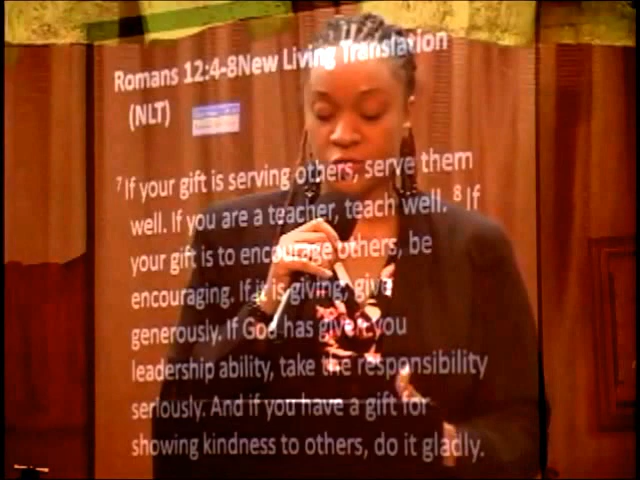 Romans 12:4-8New Living Translation
(NLT)
7 If your gift is serving others, serve them
well. If you are a teacher, teach well. 8 If
your gift is to encourage others, be
encouraging. If it is giving, give
generously. If God has given you
leadership ability, take the responsibility
seriously. And if you have a gift for
showing kindness to others, do it gladly.